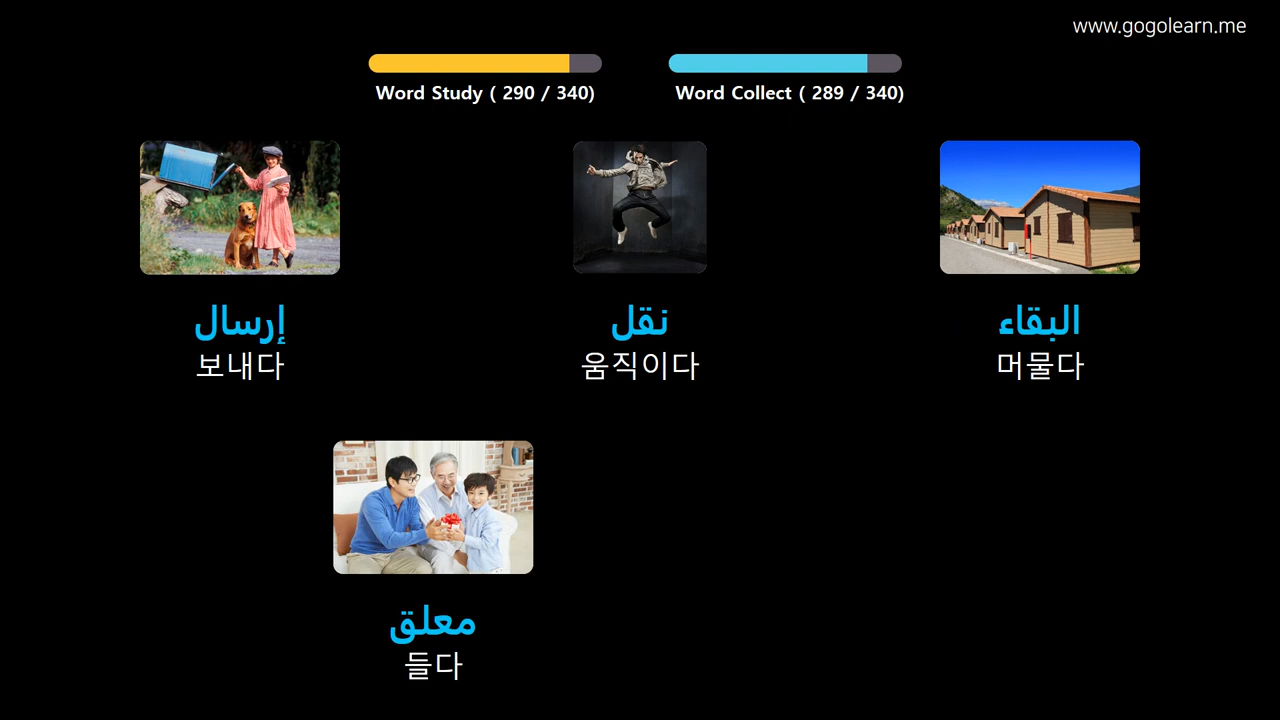 www.gogolearn.me
Word Study ( 290 / 340)
Word Collect ( 289 / 340)
إرسال
보내다
نقل
움직이다
البقاء
머물다
معلق
들다